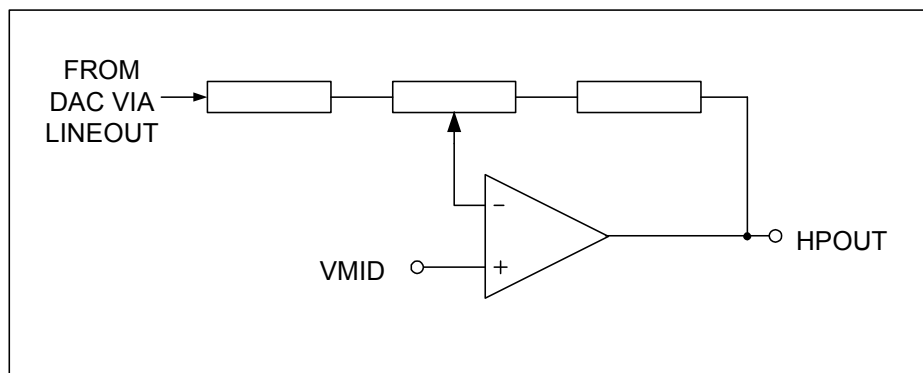 FROM
DAC VIA
LINEOUT
−
VMID
+
HPOUT